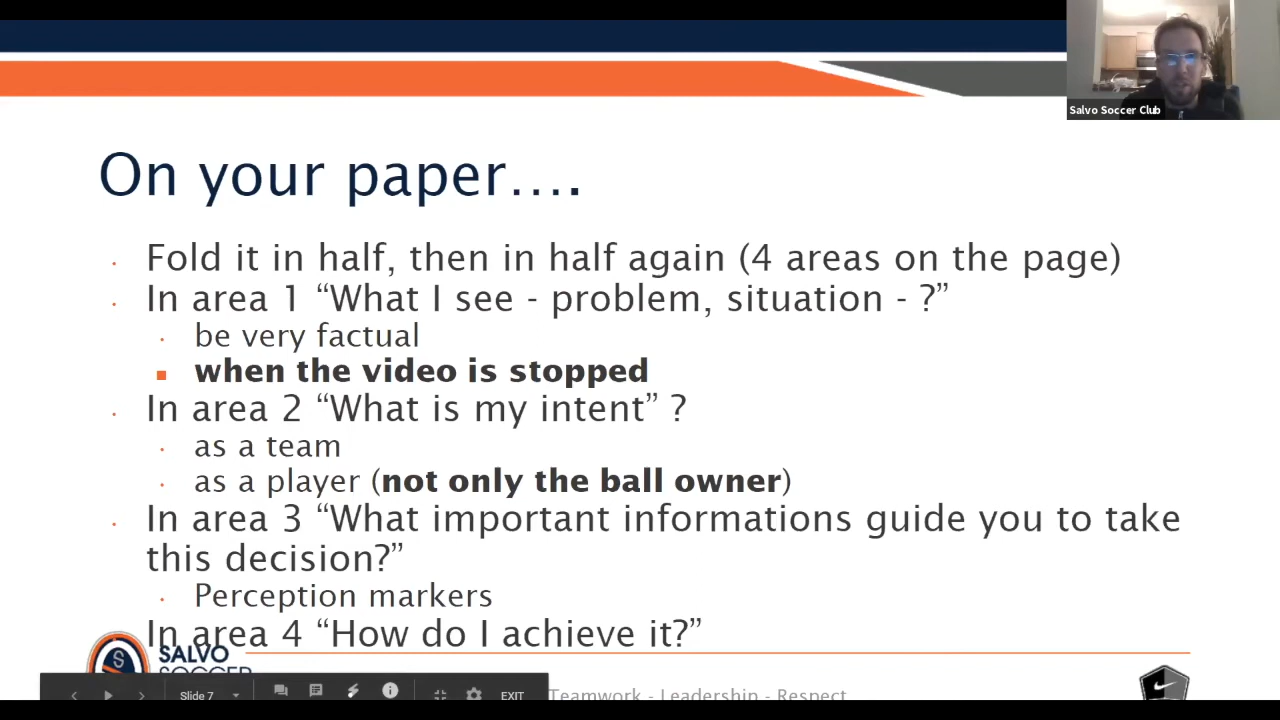 Salvo Soccer Club
On your paper....
Fold it in half, then in half again (4 areas on the page)
In area 1 “What I see - problem, situation - ?”
be very factual
when the video is stopped
In area 2 “What is my intent” ?
as a team
as a player (not only the ball owner)
In area 3 “What important informations guide you to take
this decision?”
Perception markers
In area 4 “How do I achieve it?”
SALVO
SOCCER
Slide 7
EXIT
Teamwork - Leadership - Respect